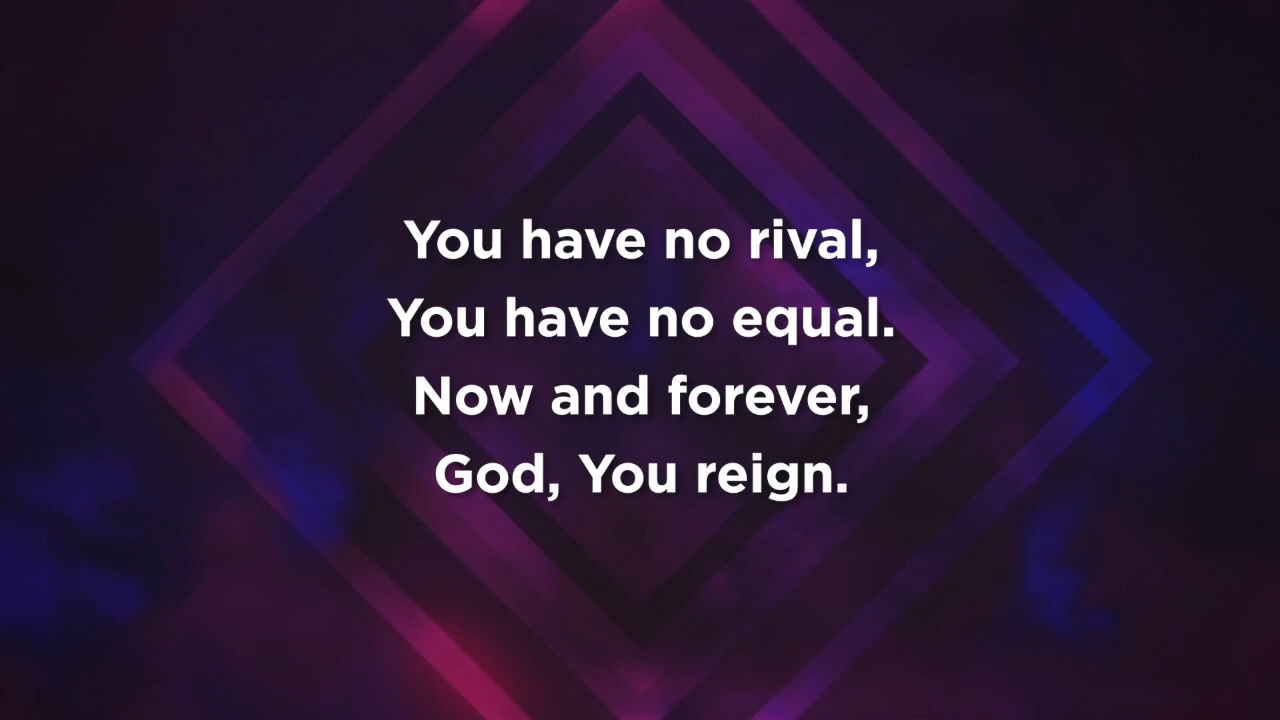 You have no rival,
You have no equal.
Now and forever,
God, You reign.